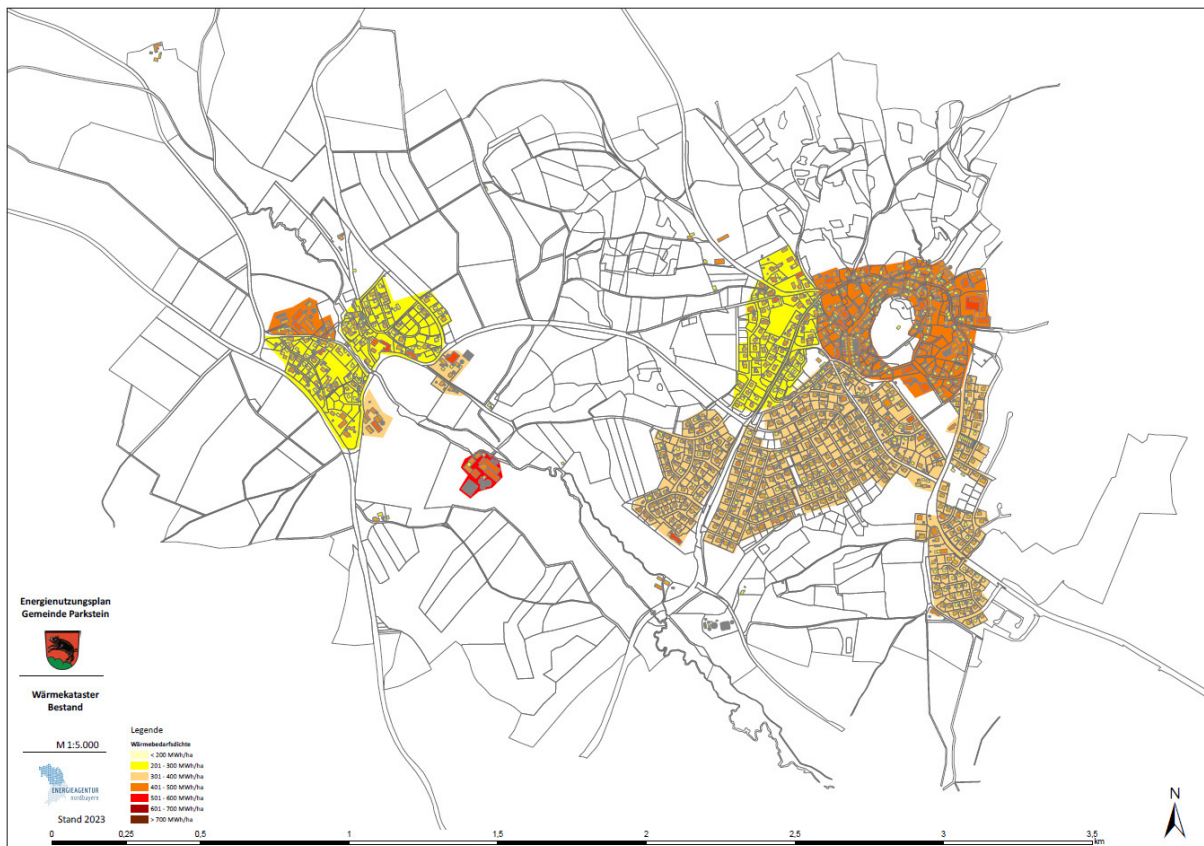 Energienutzungsplan
Gemeinde Parkstein
Wärmekataster
Bestand
M 1:5.000
ENERGIEAGENTUR
nordbayern
Stand 2023
Legende
Wärmebedarfsdichte
< 200 MWh/ha
201 - 300 MWh/ha
301 - 400 MWh/ha
401 - 500 MWh/ha
501 - 600 MWh/ha
601 - 700 MWh/ha
> 700 MWh/ha
N
0 0,25 0,5 1 1,5 2 2,5 3 3,5
km